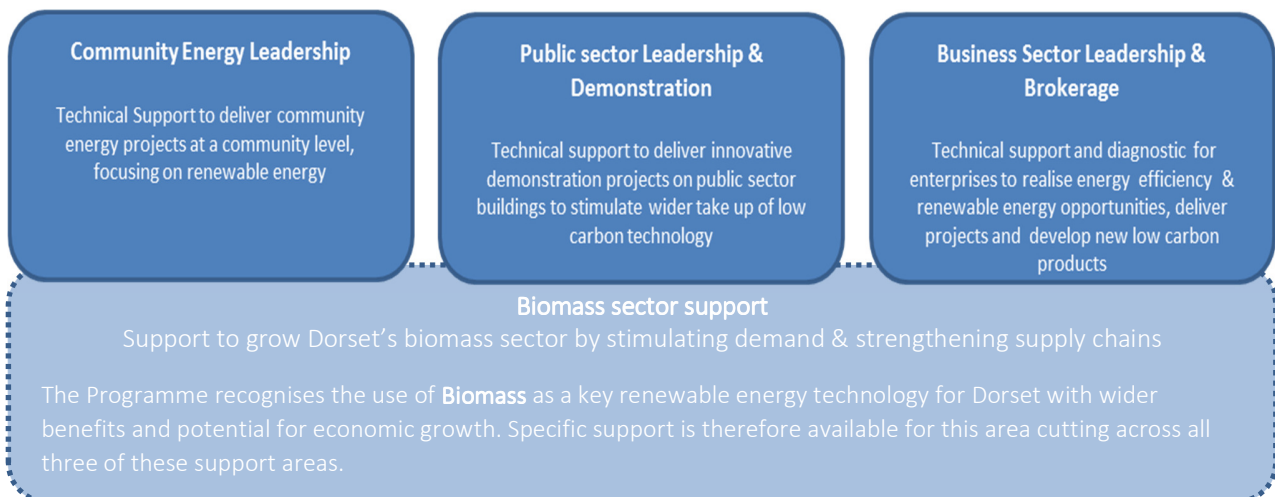 Community Energy Leadership
Technical Support to deliver community
energy projects at a community level,
focusing on renewable energy
Public sector Leadership &
Demonstration
Technical support to deliver innovative
demonstration projects on public sector
buildings to stimulate wider take up of low
carbon technology
Business Sector Leadership &
Brokerage
Technical support and diagnostic for
enterprises to realise energy efficiency &
renewable energy opportunities, deliver
projects and develop new low carbon
products
Biomass sector support
Support to grow Dorset's biomass sector by stimulating demand & strengthening supply chains
The Programme recognises the use of Biomass as a key renewable energy technology for Dorset with wider
benefits and potential for economic growth. Specific support is therefore available for this area cutting across all
three of these support areas.